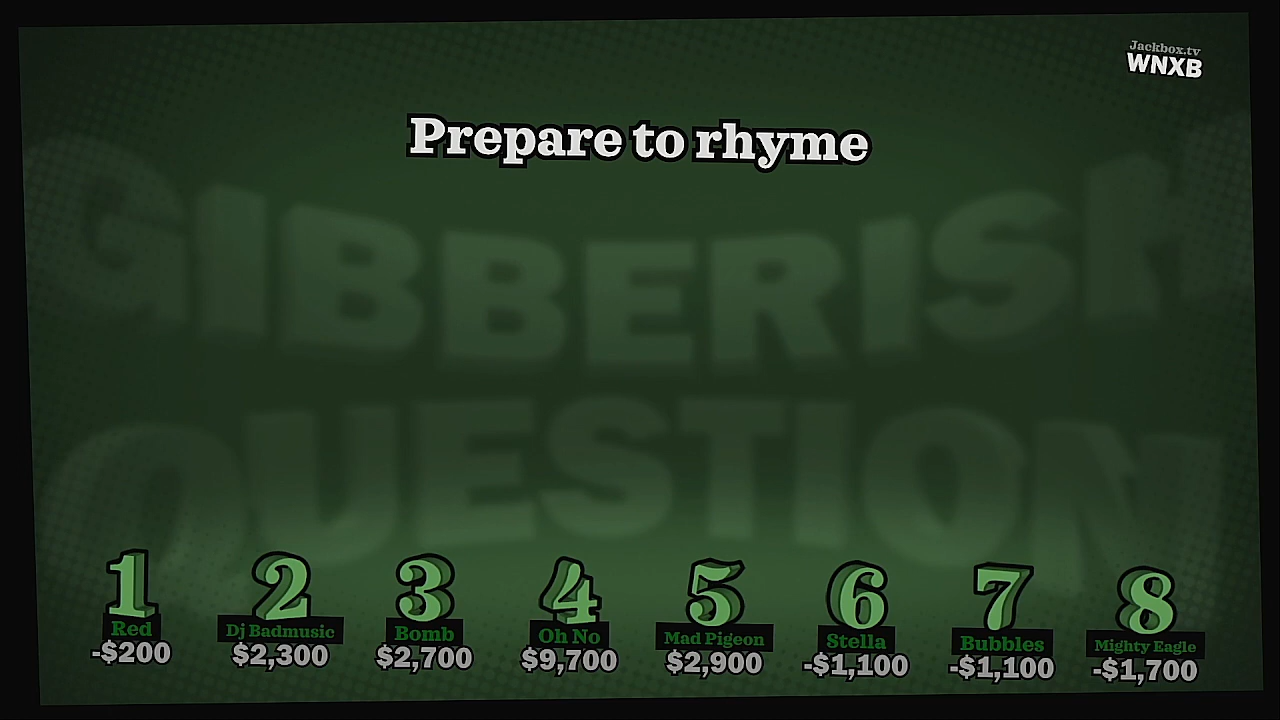 Jackbox.tv
WNXB
Prepare to rhyme
GIBBERISH
QUESTION
1 2 3 4 5 6 7 8
Red Dj Badmusic Bomb Oh No Mad Pigeon Stella Bubbles Mighty Eagle
-$200 $2,300 $2,700 $9,700 $2,900 -$1,100 -$1,100 -$1,700